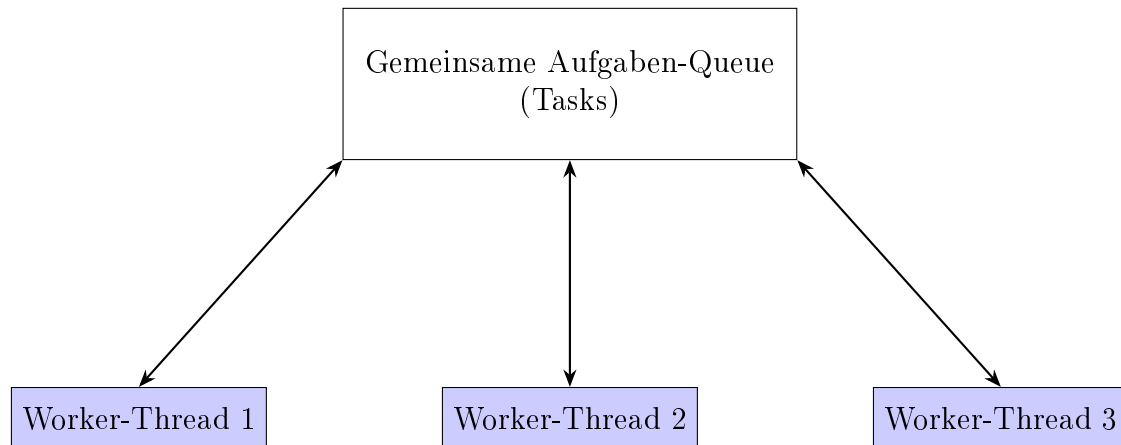 Gemeinsame Aufgaben-Queue
(Tasks)
Worker-Thread 1
Worker-Thread 2
Worker-Thread 3